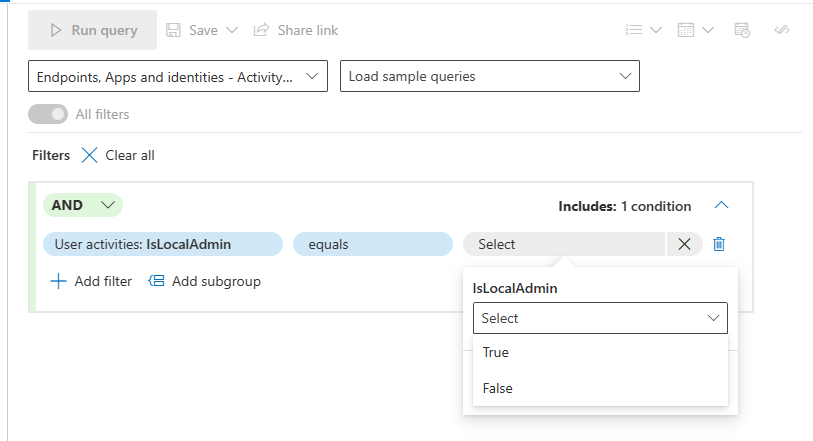 Run query Save Share link
Endpoints, Apps and identities - Activity... Load sample queries
All filters
Filters Clear all
AND Includes: 1 condition
User activities: IsLocalAdmin equals Select
Add filter Add subgroup
IsLocalAdmin
Select
True
False